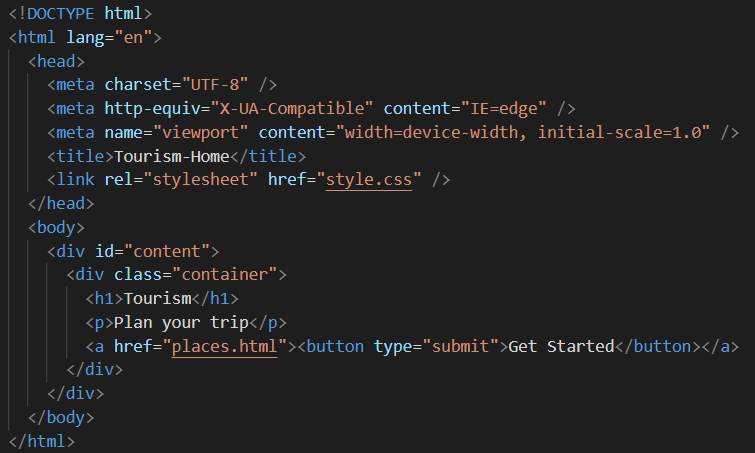 <!DOCTYPE html>
<html lang="en">
<head>
<meta charset="UTF-8" />
<meta http-equiv="X-UA-Compatible" content="IE=edge" />
<meta name="viewport" content="width=device-width, initial-scale=1.0" />
<title>Tourism-Home</title>
<link rel="stylesheet" href="style.css" />
</head>
<body>
<div id="content">
<div class="container">
<h1>Tourism</h1>
<p>Plan your trip</p>
<a href="places.html"><button type="submit">Get Started</button></a>
</div>
</div>
</body>
</html>